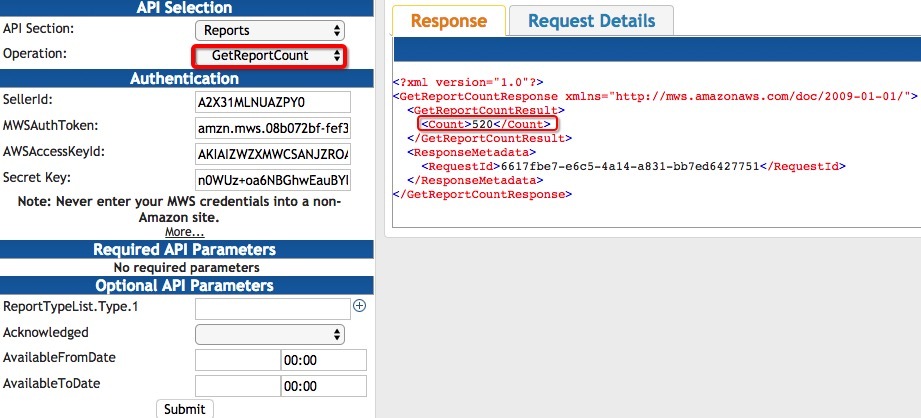 API Selection
API Section: Reports
Operation: GetReportCount
Authentication
SellerId: A2X31MLNUAZPY0
MWSAuthToken: amzn.mws.08b072bf-fef3
AWSAccessKeyId: AKIAIZWZXMWCSANJZRO
Secret Key: n0WUz+oa6NBGhwEauBY
Note: Never enter your MWS credentials into a non-
Amazon site.
More...
Required API Parameters
No required parameters
Optional API Parameters
ReportTypeList.Type.1
Acknowledged
AvailableFromDate 00:00
AvailableToDate 00:00
Submit
Response Request Details
<?xml version="1.0"?>
<GetReportCountResponse xmlns="http://mws.amazonaws.com/doc/2009-01-01/">
<GetReportCountResult>
<Count>520</Count>
</GetReportCountResult>
<ResponseMetadata>
<RequestId>6617fbe7-e6c5-4a14-a831-bb7ed6427751</RequestId>
</ResponseMetadata>
</GetReportCountResponse>